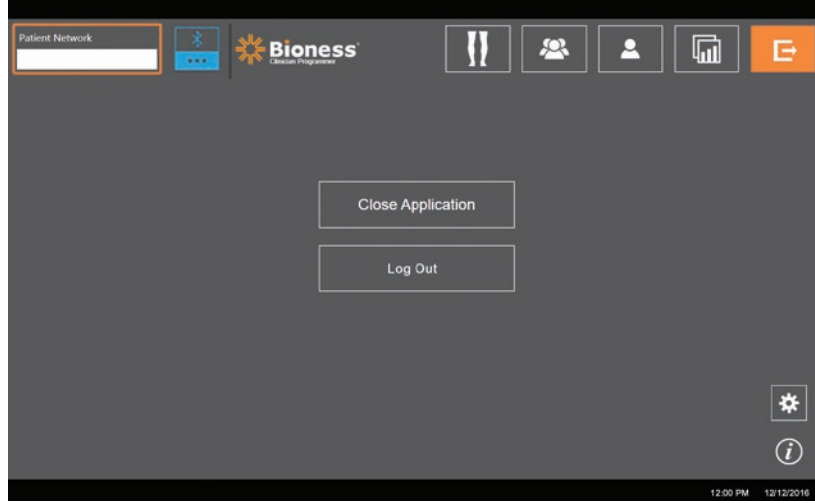 Patient Network
Bioness®
Clinician Programmer
Close Application
Log Out
12:00 PM 12/12/2016